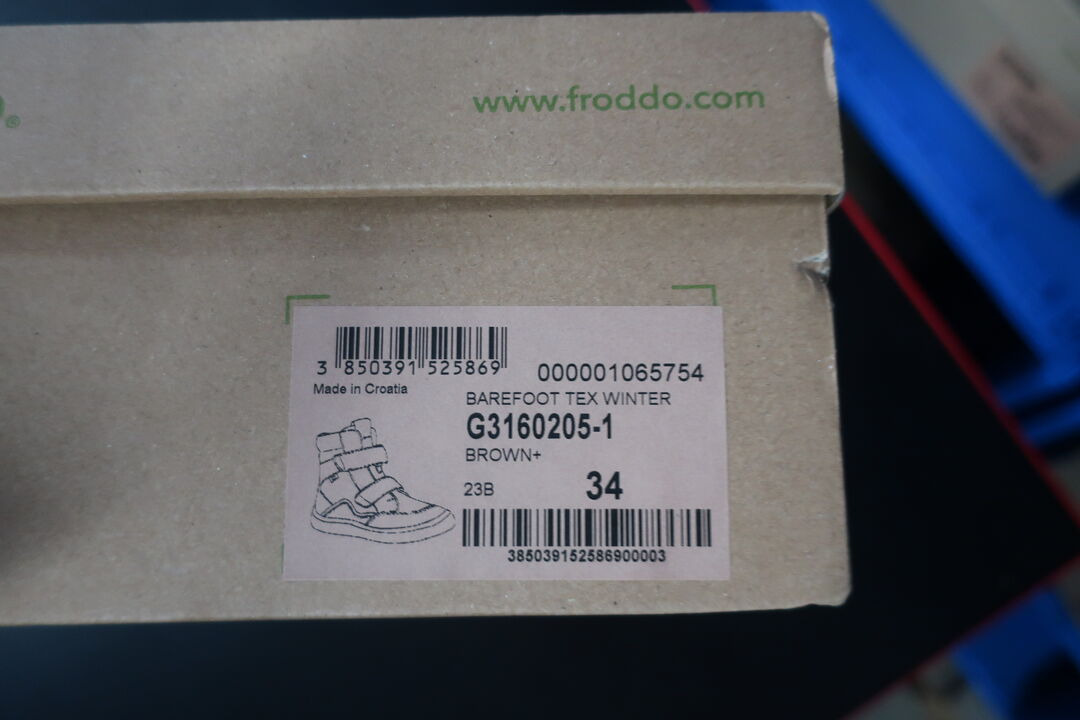 www.froddo.com
3 850391 525869
000001065754
Made in Croatia
BAREFOOT TEX WINTER
G3160205-1
BROWN+
23B
34
385039152586900003